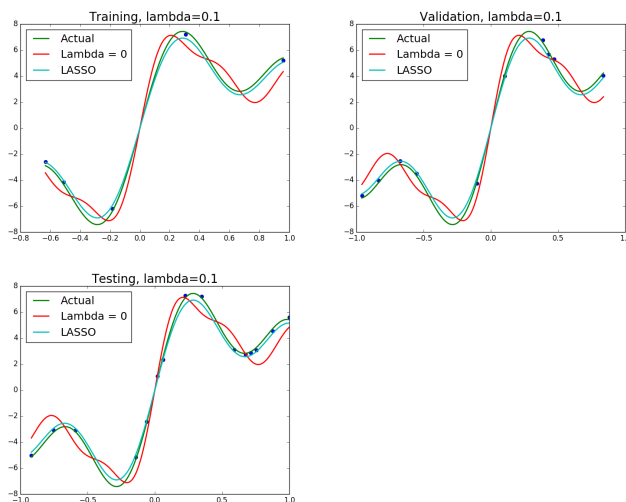 Training, lambda=0.1
8
6
4
2
0
−2
−4
−6
−8
Actual
Lambda = 0
LASSO
−0.8 −0.6 −0.4 −0.2 0.0 0.2 0.4 0.6 0.8 1.0
Validation, lambda=0.1
8
6
4
2
0
−2
−4
−6
−8
Actual
Lambda = 0
LASSO
−1.0 −0.5 0.0 0.5 1.0
Testing, lambda=0.1
8
6
4
2
0
−2
−4
−6
−8
Actual
Lambda = 0
LASSO
−1.0 −0.5 0.0 0.5 1.0